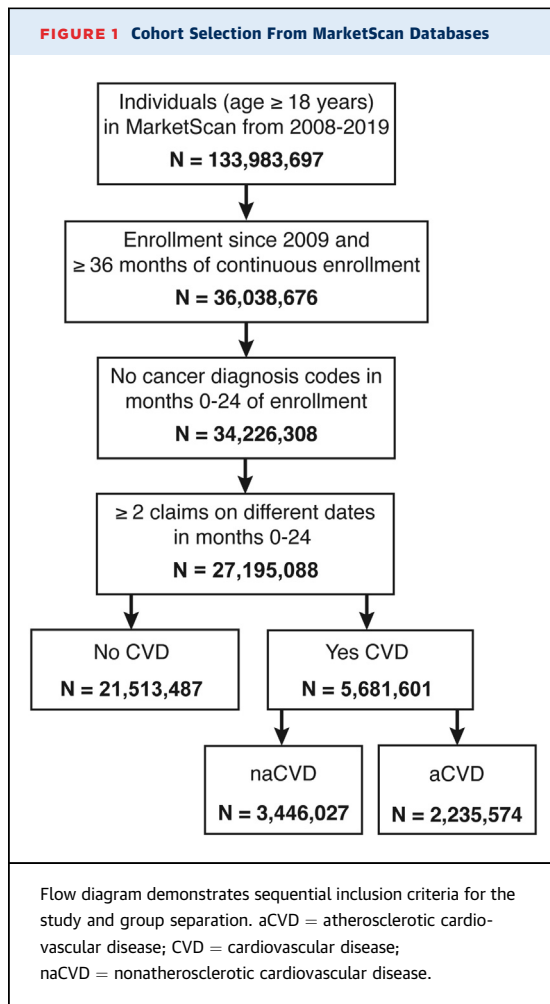 FIGURE 1 Cohort Selection From MarketScan Databases
Individuals (age ≥ 18 years)
in MarketScan from 2008-2019
N = 133,983,697
Enrollment since 2009 and
≥ 36 months of continuous enrollment
N = 36,038,676
No cancer diagnosis codes in
months 0-24 of enrollment
N = 34,226,308
≥ 2 claims on different dates
in months 0-24
N = 27,195,088
No CVD
N = 21,513,487
Yes CVD
N = 5,681,601
naCVD
N = 3,446,027
aCVD
N = 2,235,574
Flow diagram demonstrates sequential inclusion criteria for the
study and group separation. aCVD = atherosclerotic cardio-
vascular disease; CVD = cardiovascular disease;
naCVD = nonatherosclerotic cardiovascular disease.